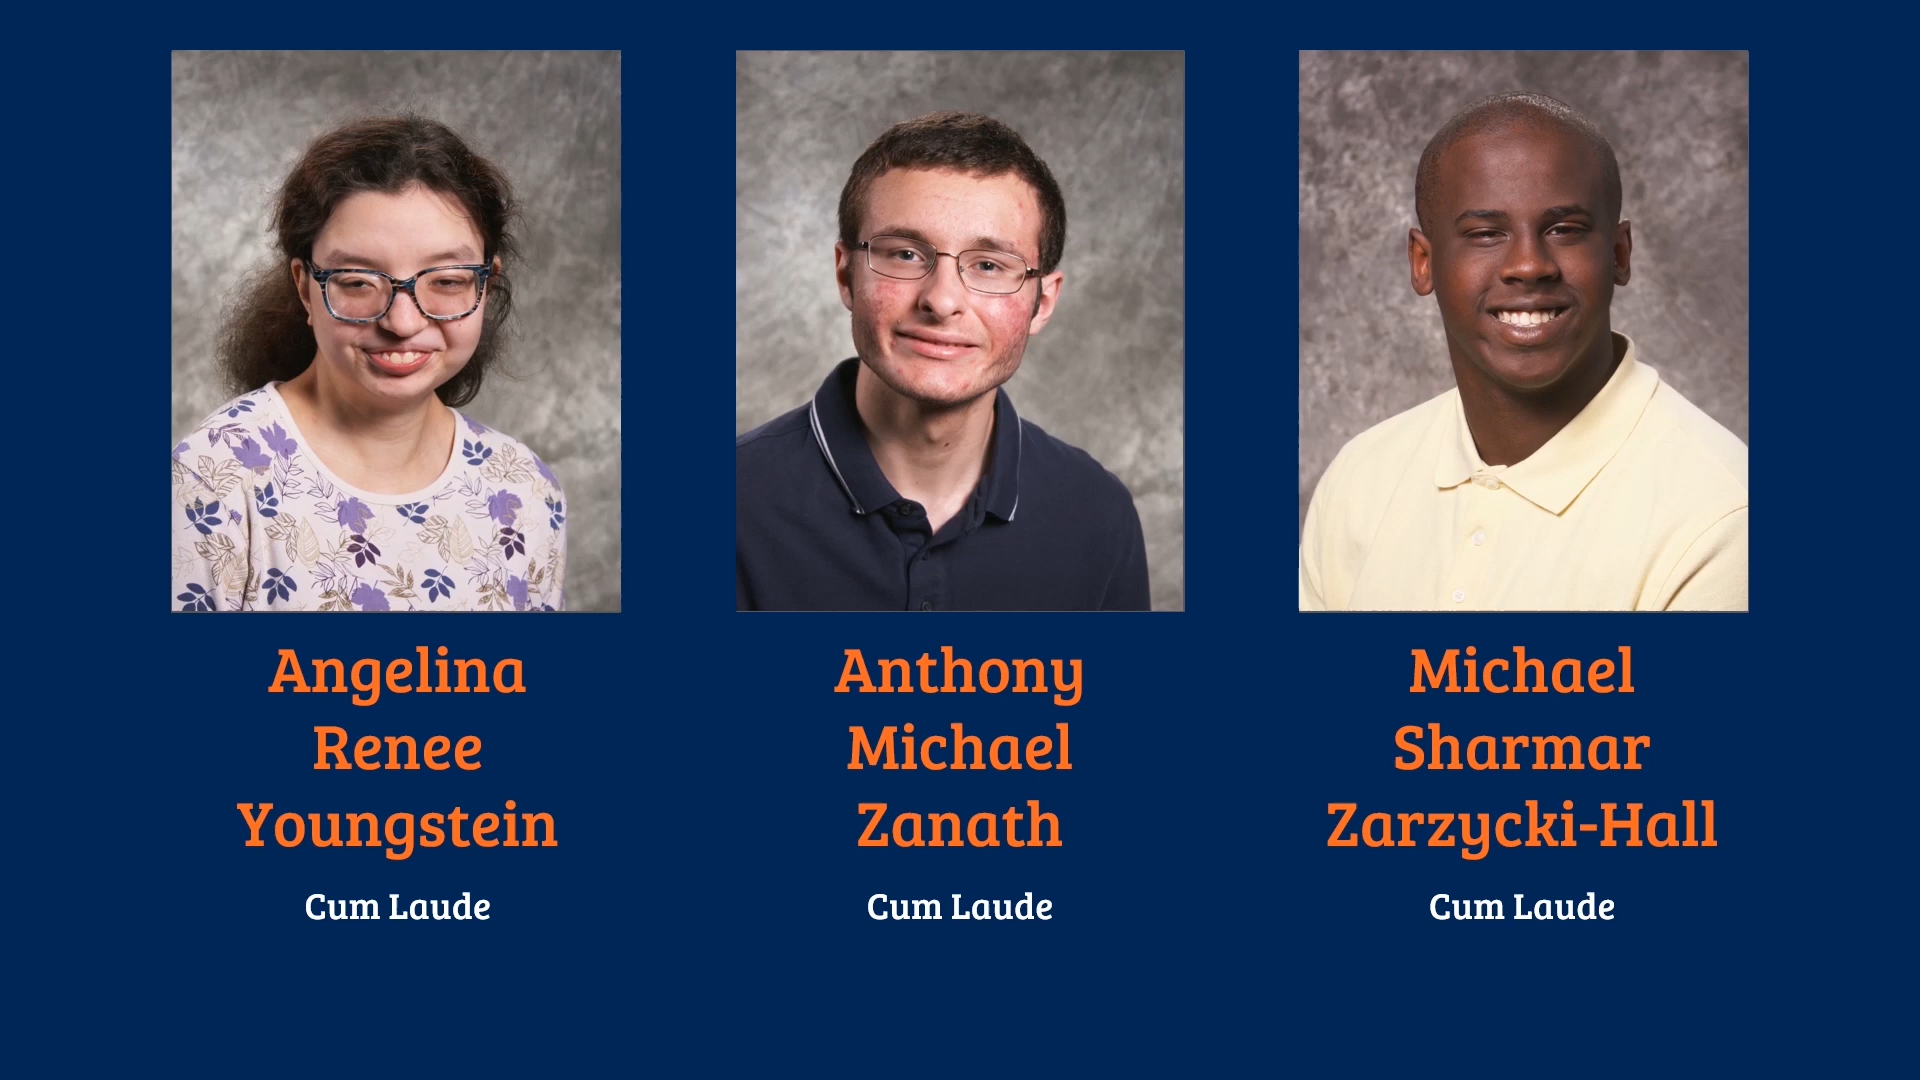 Angelina
Renee
Youngstein
Cum Laude
Anthony
Michael
Zanath
Cum Laude
Michael
Sharmar
Zarzycki-Hall
Cum Laude